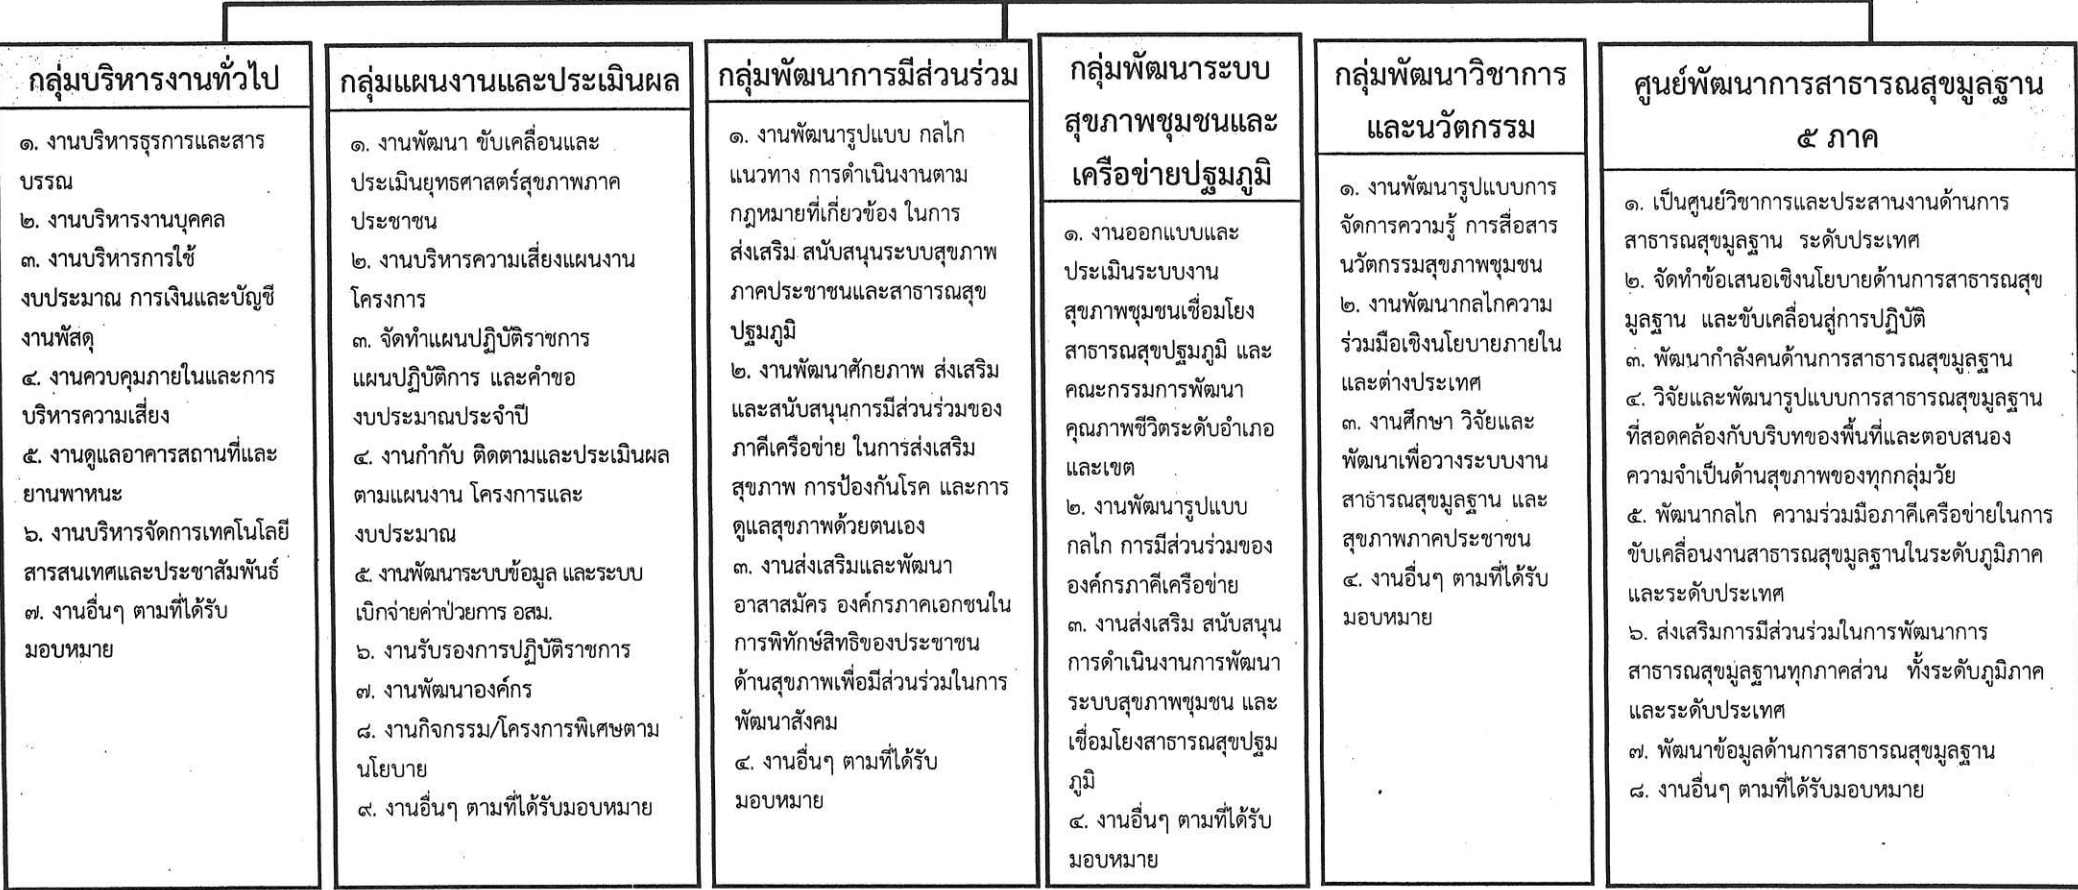 กลุ่มบริหารงานทั่วไป
๑. งานบริหารธุรการและสาร
บรรณ
๒. งานบริหารงานบุคคล
๓. งานบริหารการใช้
งบประมาณ การเงินและบัญชี
งานพัสดุ
๔. งานควบคุมภายในและการ
บริหารความเสี่ยง
๕. งานดูแลอาคารสถานที่และ
ยานพาหนะ
๖. งานบริหารจัดการเทคโนโลยี
สารสนเทศและประชาสัมพันธ์
๗. งานอื่นๆ ตามที่ได้รับ
มอบหมาย
กลุ่มแผนงานและประเมินผล
๑. งานพัฒนา ขับเคลื่อนและ
ประเมินยุทธศาสตร์สุขภาพภาค
ประชาชน
๒. งานบริหารความเสี่ยงแผนงาน
โครงการ
๓. จัดทำแผนปฏิบัติราชการ
แผนปฏิบัติการ และคำขอ
งบประมาณประจำปี
๔. งานกำกับ ติดตามและประเมินผล
ตามแผนงาน โครงการและ
งบประมาณ
๕. งานพัฒนาระบบข้อมูล และระบบ
เบิกจ่ายค่าป่วยการ อสม.
๖. งานรับรองการปฏิบัติราชการ
๗. งานพัฒนาองค์กร
๘. งานกิจกรรม/โครงการพิเศษตาม
นโยบาย
๙. งานอื่นๆ ตามที่ได้รับมอบหมาย
กลุ่มพัฒนาการมีส่วนร่วม
๑. งานพัฒนารูปแบบ กลไก
แนวทาง การดำเนินงานตาม
กฎหมายที่เกี่ยวข้อง ในการ
ส่งเสริม สนับสนุนระบบสุขภาพ
ภาคประชาชนและสาธารณสุข
ปฐมภูมิ
๒. งานพัฒนาศักยภาพ ส่งเสริม
และสนับสนุนการมีส่วนร่วมของ
ภาคีเครือข่าย ในการส่งเสริม
สุขภาพ การป้องกันโรค และการ
ดูแลสุขภาพด้วยตนเอง
๓. งานส่งเสริมและพัฒนา
อาสาสมัคร องค์กรภาคเอกชนใน
การพิทักษ์สิทธิของประชาชน
ด้านสุขภาพเพื่อมีส่วนร่วมในการ
พัฒนาสังคม
๔. งานอื่นๆ ตามที่ได้รับ
มอบหมาย
กลุ่มพัฒนาระบบ
สุขภาพชุมชนและ
เครือข่ายปฐมภูมิ
๑. งานออกแบบและ
ประเมินระบบงาน
สุขภาพชุมชนเชื่อมโยง
สาธารณสุขปฐมภูมิ และ
คณะกรรมการพัฒนา
คุณภาพชีวิตระดับอำเภอ
และเขต
๒. งานพัฒนารูปแบบ
กลไก การมีส่วนร่วมของ
องค์กรภาคีเครือข่าย
๓. งานส่งเสริม สนับสนุน
การดำเนินงานการพัฒนา
ระบบสุขภาพชุมชน และ
เชื่อมโยงสาธารณสุขปฐม
ภูมิ
๔. งานอื่นๆ ตามที่ได้รับ
มอบหมาย
กลุ่มพัฒนาวิชาการ
และนวัตกรรม
๑. งานพัฒนารูปแบบการ
จัดการความรู้ การสื่อสาร
นวัตกรรมสุขภาพชุมชน
๒. งานพัฒนากลไกความ
ร่วมมือเชิงนโยบายภายใน
และต่างประเทศ
๓. งานศึกษา วิจัยและ
พัฒนาเพื่อวางระบบงาน
สาธารณสุขมูลฐาน และ
สุขภาพภาคประชาชน
๔. งานอื่นๆ ตามที่ได้รับ
มอบหมาย
ศูนย์พัฒนาการสาธารณสุขมูลฐาน
๕ ภาค
๑. เป็นศูนย์วิชาการและประสานงานด้านการ
สาธารณสุขมูลฐาน ระดับประเทศ
๒. จัดทำข้อเสนอเชิงนโยบายด้านการสาธารณสุข
มูลฐาน และขับเคลื่อนสู่การปฏิบัติ
๓. พัฒนากำลังคนด้านการสาธารณสุขมูลฐาน
๔. วิจัยและพัฒนารูปแบบการสาธารณสุขมูลฐาน
ที่สอดคล้องกับบริบทของพื้นที่และตอบสนอง
ความจำเป็นด้านสุขภาพของทุกกลุ่มวัย
๕. พัฒนากลไก ความร่วมมือภาคีเครือข่ายในการ
ขับเคลื่อนงานสาธารณสุขมูลฐานในระดับภูมิภาค
และระดับประเทศ
๖. ส่งเสริมการมีส่วนร่วมในการพัฒนาการ
สาธารณสุขมูลฐานทุกภาคส่วน ทั้งระดับภูมิภาค
และระดับประเทศ
๗. พัฒนาข้อมูลด้านการสาธารณสุขมูลฐาน
๘. งานอื่นๆ ตามที่ได้รับมอบหมาย